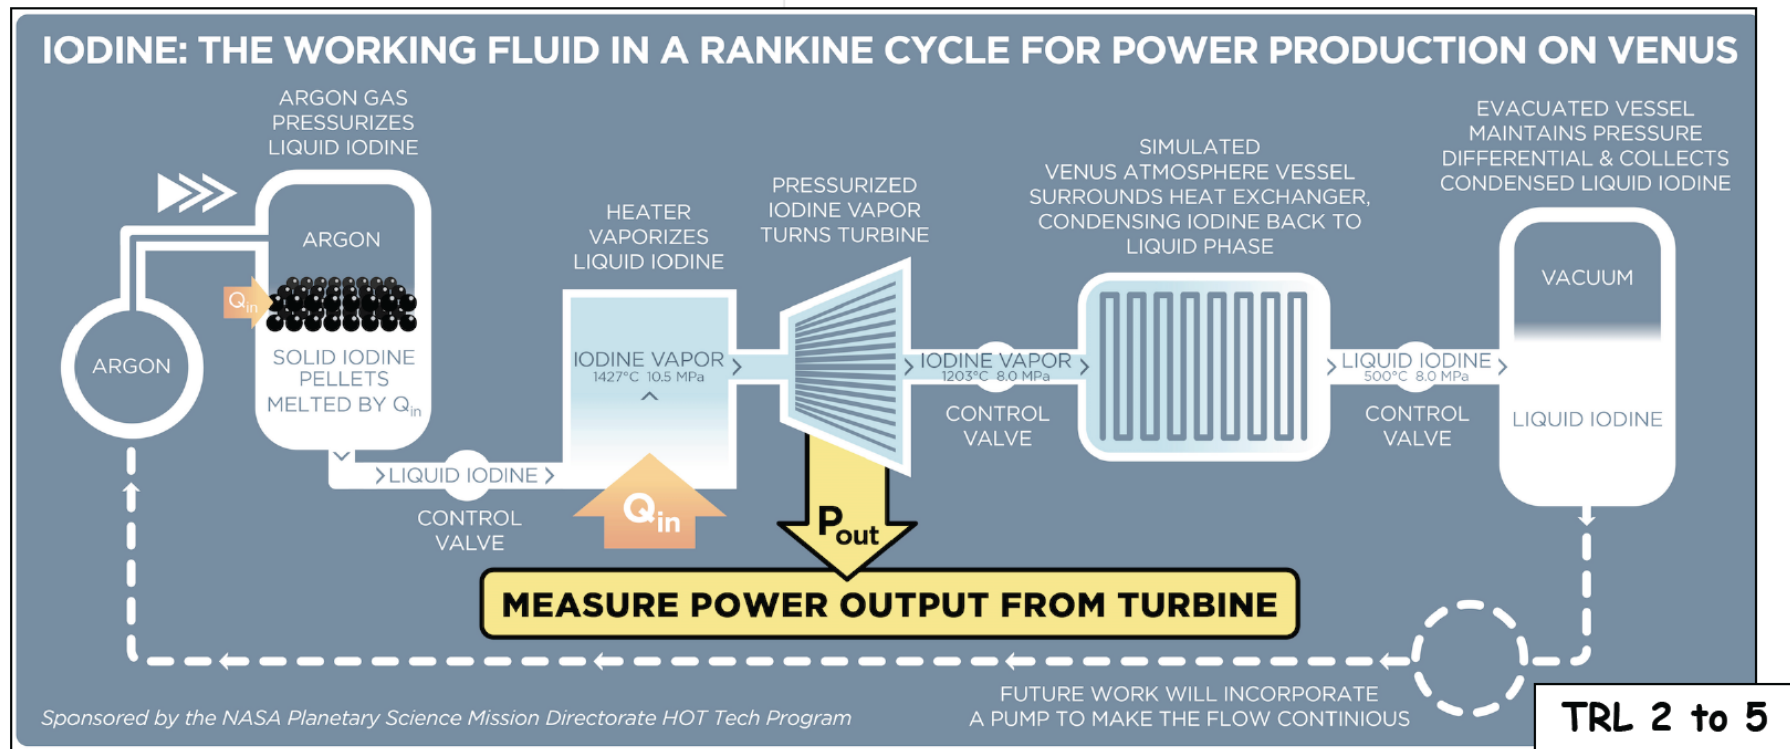 IODINE: THE WORKING FLUID IN A RANKINE CYCLE FOR POWER PRODUCTION ON VENUS
ARGON GAS
PRESSURIZES
LIQUID IODINE
ARGON
Qin
SOLID IODINE
PELLETS
MELTED BY Qin
ARGON
LIQUID IODINE
CONTROL
VALVE
HEATER
VAPORIZES
LIQUID IODINE
IODINE VAPOR
1427°C 10.5 MPa
Qin
PRESSURIZED
IODINE VAPOR
TURNS TURBINE
Pout
MEASURE POWER OUTPUT FROM TURBINE
IODINE VAPOR
1203°C 8.0 MPa
CONTROL
VALVE
SIMULATED
VENUS ATMOSPHERE VESSEL
SURROUNDS HEAT EXCHANGER,
CONDENSING IODINE BACK TO
LIQUID PHASE
LIQUID IODINE
500°C 8.0 MPa
CONTROL
VALVE
EVACUATED VESSEL
MAINTAINS PRESSURE
DIFFERENTIAL & COLLECTS
CONDENSED LIQUID IODINE
VACUUM
LIQUID IODINE
FUTURE WORK WILL INCORPORATE
A PUMP TO MAKE THE FLOW CONTINIOUS
Sponsored by the NASA Planetary Science Mission Directorate HOT Tech Program
TRL 2 to 5